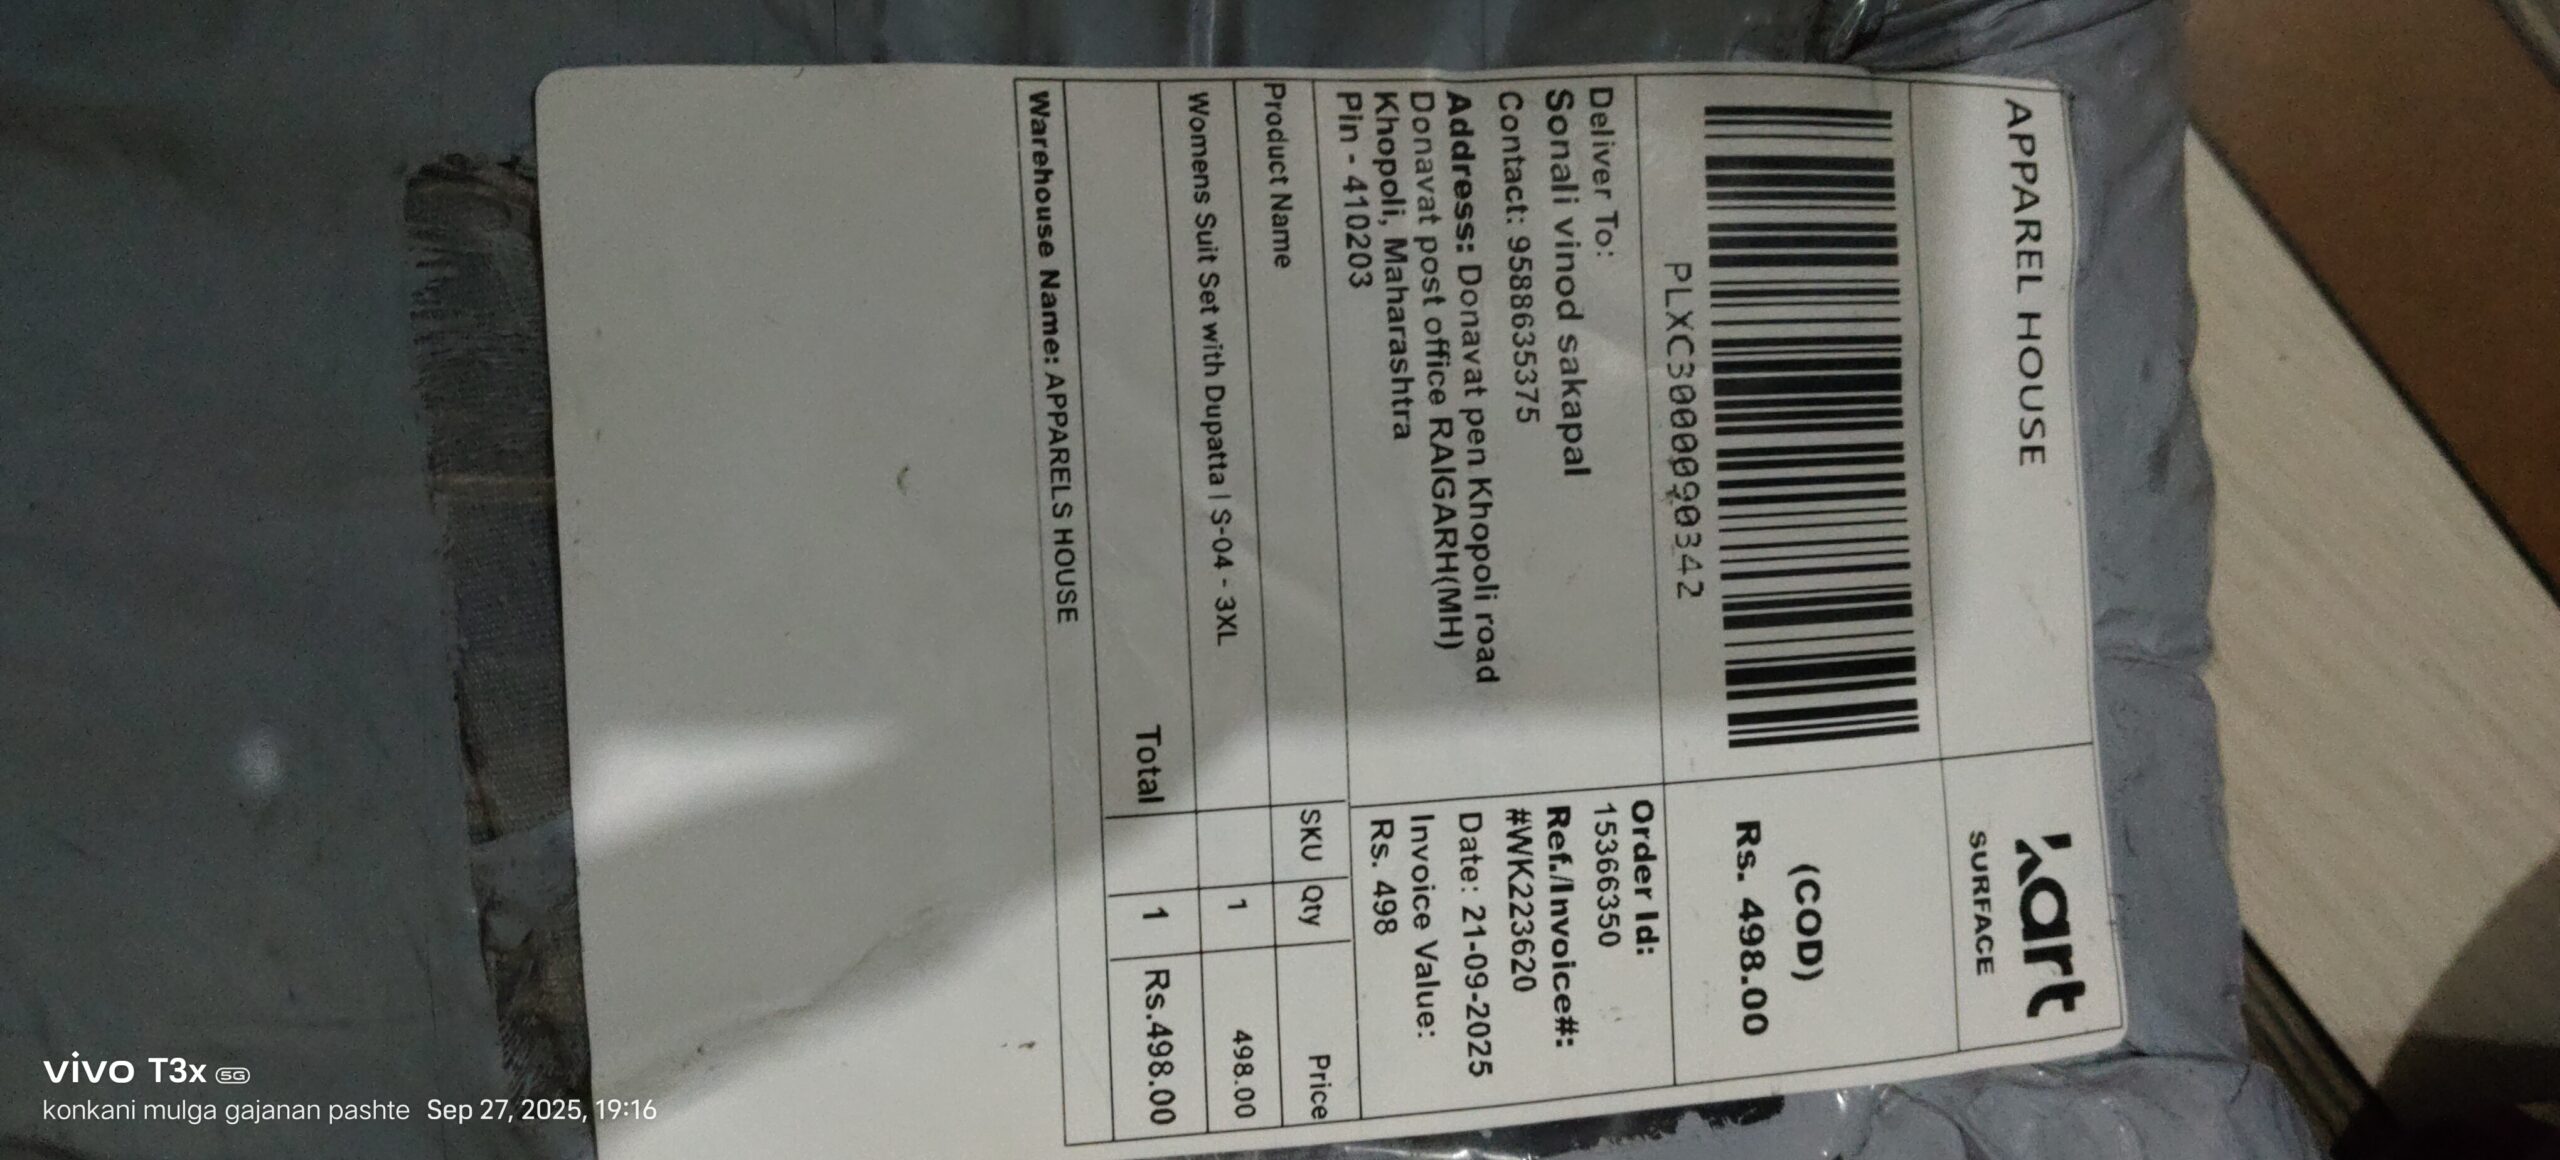 APPAREL HOUSE
kart
SURFACE
PLXC3000090342
(COD)
Rs. 498.00
Deliver To:
Sonali vinod sakapal
Contact: 9588635375
Address: Donavat pen Khopoli road
Donavat post office RAIGARH(MH)
Khopoli, Maharashtra
Pin - 410203
Order Id:
15366350
Ref./Invoice#:
#WK223620
Date: 21-09-2025
Invoice Value:
Rs. 498
Product Name SKU Qty Price
Womens Suit Set with Dupatta | S-04 - 3XL 1 498.00
Total 1 Rs.498.00
Warehouse Name: APPARELS HOUSE
vivo T3x 5G
konkani mulga gajanan pashte Sep 27, 2025, 19:16